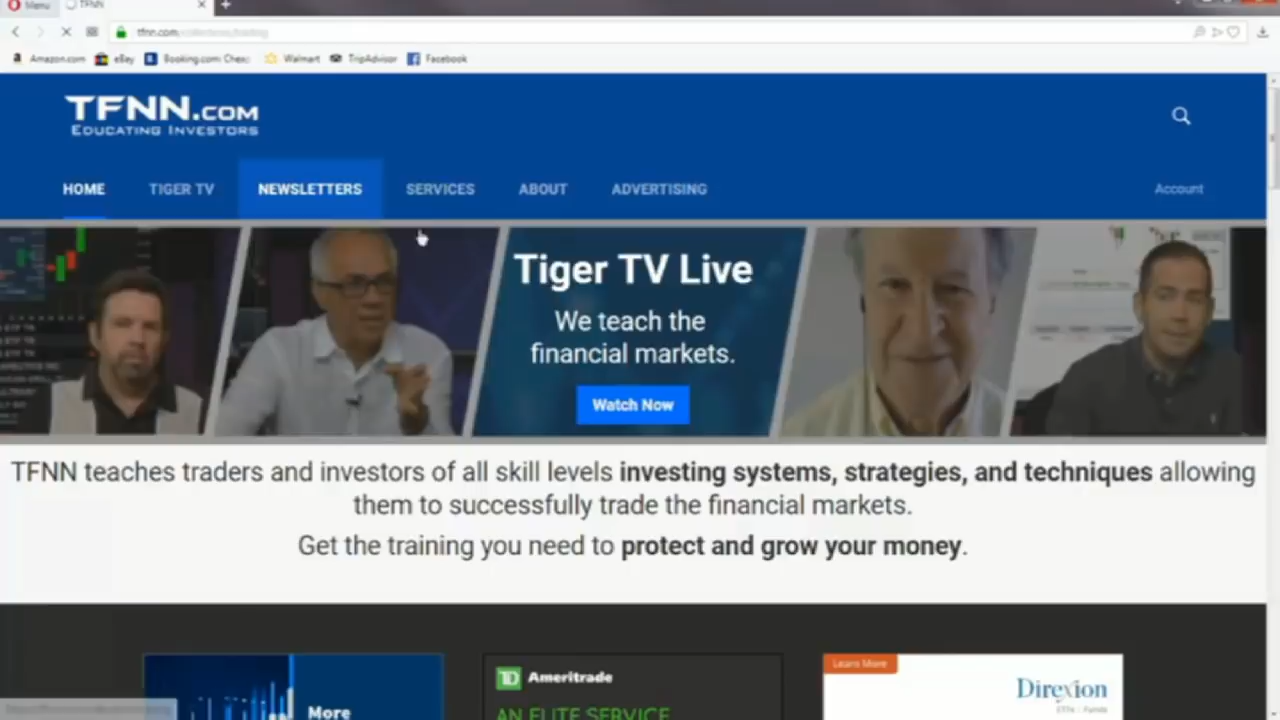 Menu
TFNN
tfnn.com
Amazon.com
eBay
Booking.com: Chea
Walmart
TripAdvisor
Facebook
TFNN.COM
EDUCATING INVESTORS
HOME
TIGER TV
NEWSLETTERS
SERVICES
ABOUT
ADVERTISING
Account
Tiger TV Live
We teach the
financial markets.
Watch Now
TFNN teaches traders and investors of all skill levels investing systems, strategies, and techniques allowing
them to successfully trade the financial markets.
Get the training you need to protect and grow your money.
More
TD Ameritrade
AN ELITE SERVICE
Learn More
Direxion